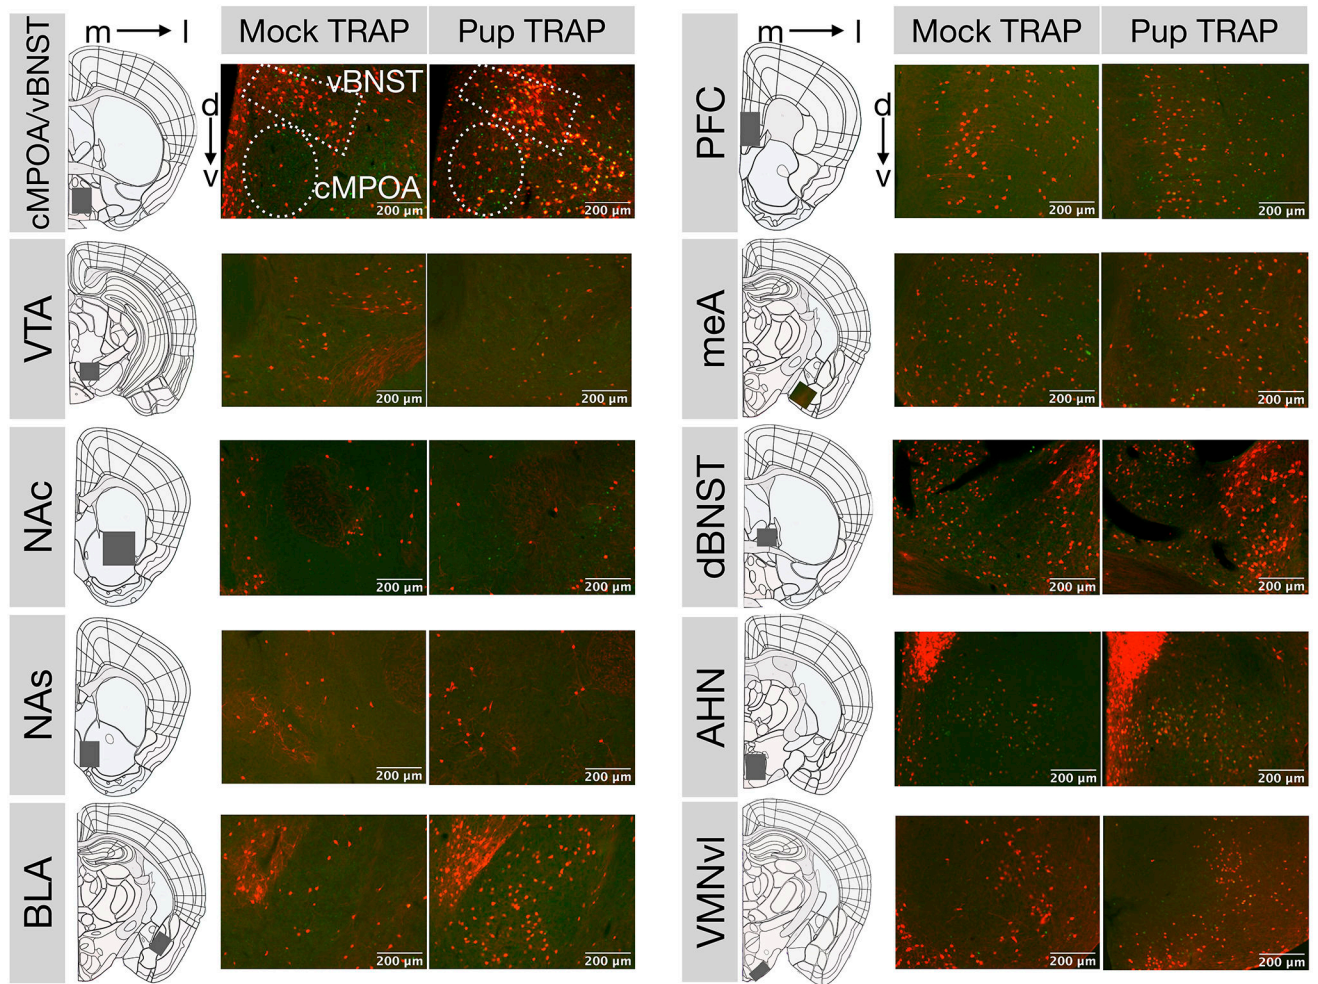 m l
Mock TRAP Pup TRAP
cMPOA/vBNST
d
v
vBNST
cMPOA
200 µm 200 µm
VTA
200 µm 200 µm
NAc
200 µm 200 µm
NAs
200 µm 200 µm
BLA
200 µm 200 µm
m l
Mock TRAP Pup TRAP
PFC
d
v
200 µm 200 µm
meA
200 µm 200 µm
dBNST
200 µm 200 µm
AHN
200 µm 200 µm
VMNvl
200 µm 200 µm